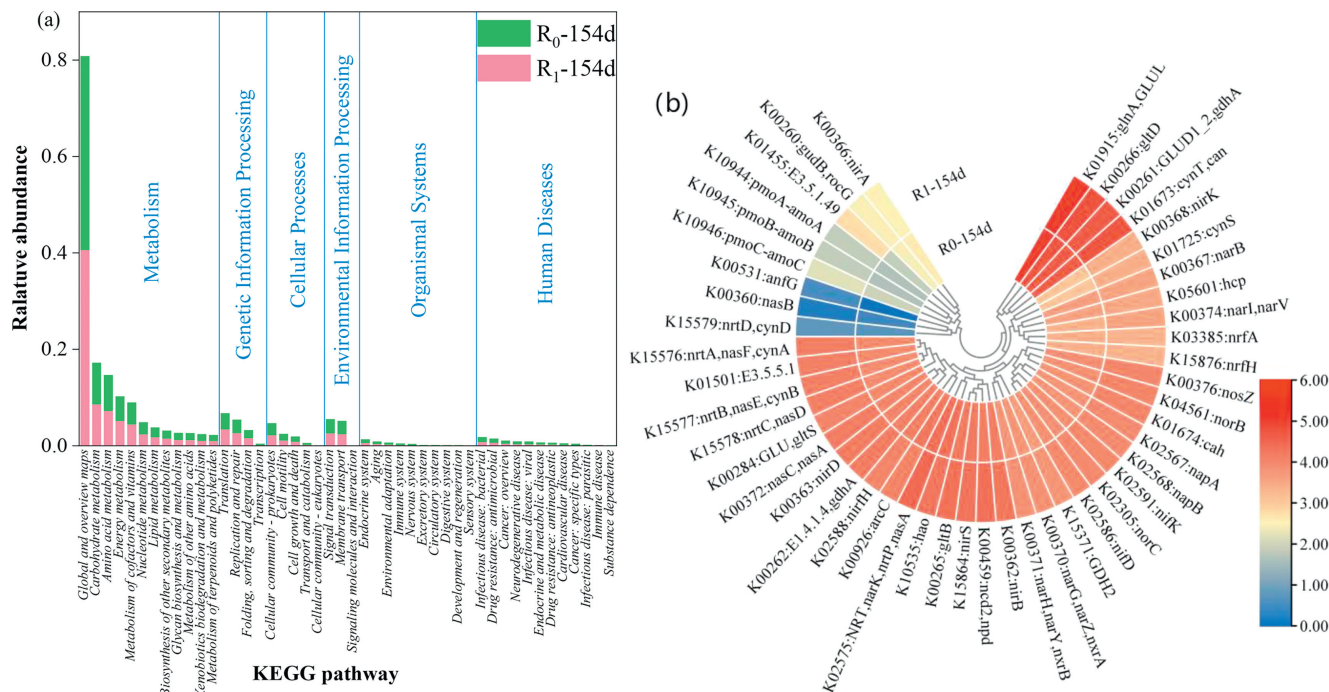 (a)
R0-154d
R1-154d
Ralative abundance
0.8
0.6
0.4
0.2
0.0
Metabolism
Genetic Information Processing
Cellular Processes
Environmental Information Processing
Organismal Systems
Human Diseases
Global and overview maps
Carbohydrate metabolism
Amino acid metabolism
Energy metabolism
Metabolism of cofactors and vitamins
Nucleotide metabolism
Lipid metabolism
Biosynthesis of other secondary metabolites
Glycan biosynthesis and metabolism
Metabolism of other amino acids
Xenobiotics biodegradation and metabolism
Metabolism of terpenoids and polyketides
Translation
Replication and repair
Folding, sorting and degradation
Transcription
Cellular community - prokaryotes
Cell motility
Cell growth and death
Transport and catabolism
Cellular community - eukaryotes
Signal transduction
Membrane transport
Signaling molecules and interaction
Endocrine system
Aging
Environmental adaptation
Immune system
Nervous system
Excretory system
Circulatory system
Digestive system
Development and regeneration
Sensory system
Infectious disease: bacterial
Drug resistance: antimicrobial
Cancer: overview
Neurodegenerative disease
Infectious disease: viral
Endocrine and metabolic disease
Drug resistance: antineoplastic
Cardiovascular disease
Cancer: specific types
Infectious disease: parasitic
Immune disease
Substance dependence
KEGG pathway
(b)
K01915:glnA,GLUL
K00266:gltD
K00261:GLUD1_2,gdhA
K01673:cynT,can
K00368:nirK
K01725:cynS
K00367:narB
K05601:hcp
K00374:narI,narV
K03385:nrfA
K15876:nrfH
K00376:nosZ
K04561:norB
K01674:cah
K02567:napA
K02568:napB
K02591:nifK
K02305:norC
K02586:nifD
K15371:GDH2
K00370:narG,narZ,nxrA
K00371:narH,narY,nxrB
K00362:nirB
K00459:ncd2,npd
K15864:nirS
K00265:gltB
K10535:hao
K02575:NRT,narK,nrtP,nasA
K00926:arcC
K02588:nifH
K00262:E1.4.1.4,gdhA
K00363:nirD
K00372:nasC,nasA
K00284:GLU,gltS
K15578:nrtC,nasD
K15577:nrtB,nasE,cynB
K01501:E3.5.5.1
K15576:nrtA,nasF,cynA
K15579:nrtD,cynD
K00360:nasB
K00531:anfG
K10946:pmoC-amoC
K10945:pmoB-amoB
K10944:pmoA-amoA
K01455:E3.5.1.49
K00260:gudB,rocG
K00366:nirA
R1-154d
R0-154d
6.00
5.00
4.00
3.00
2.00
1.00
0.00